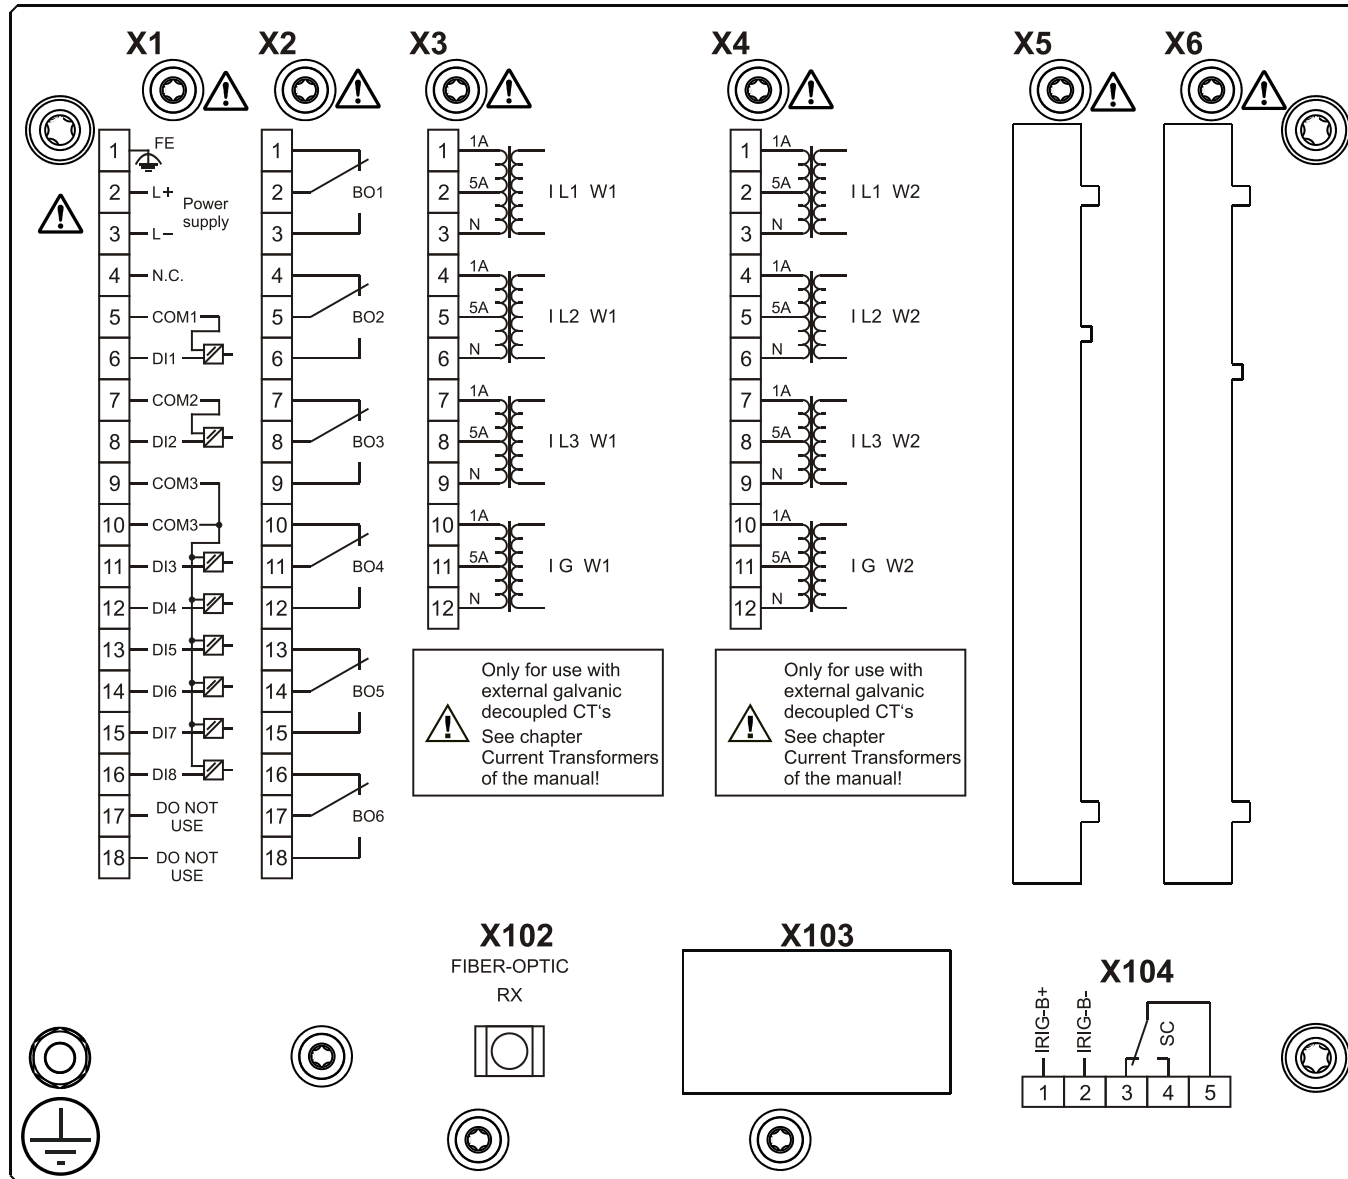 X1
X2
X3
X4
X5
X6
1
FE
2
L+
Power
supply
3
L–
4
N.C.
5
COM1
6
DI1
7
COM2
8
DI2
9
COM3
10
COM3
11
DI3
12
DI4
13
DI5
14
DI6
15
DI7
16
DI8
17
DO NOT
USE
18
DO NOT
USE
1
2
BO1
3
4
5
BO2
6
7
8
BO3
9
10
11
BO4
12
13
14
BO5
15
16
17
BO6
18
1
1A
2
5A
I L1 W1
3
N
4
1A
5
5A
I L2 W1
6
N
7
1A
8
5A
I L3 W1
9
N
10
1A
11
5A
I G W1
12
N
Only for use with
external galvanic
decoupled CT‘s
See chapter
Current Transformers
of the manual!
1
1A
2
5A
I L1 W2
3
N
4
1A
5
5A
I L2 W2
6
N
7
1A
8
5A
I L3 W2
9
N
10
1A
11
5A
I G W2
12
N
Only for use with
external galvanic
decoupled CT‘s
See chapter
Current Transformers
of the manual!
X102
FIBER-OPTIC
RX
X103
X104
IRIG-B+
IRIG-B-
SC
1 2 3 4 5